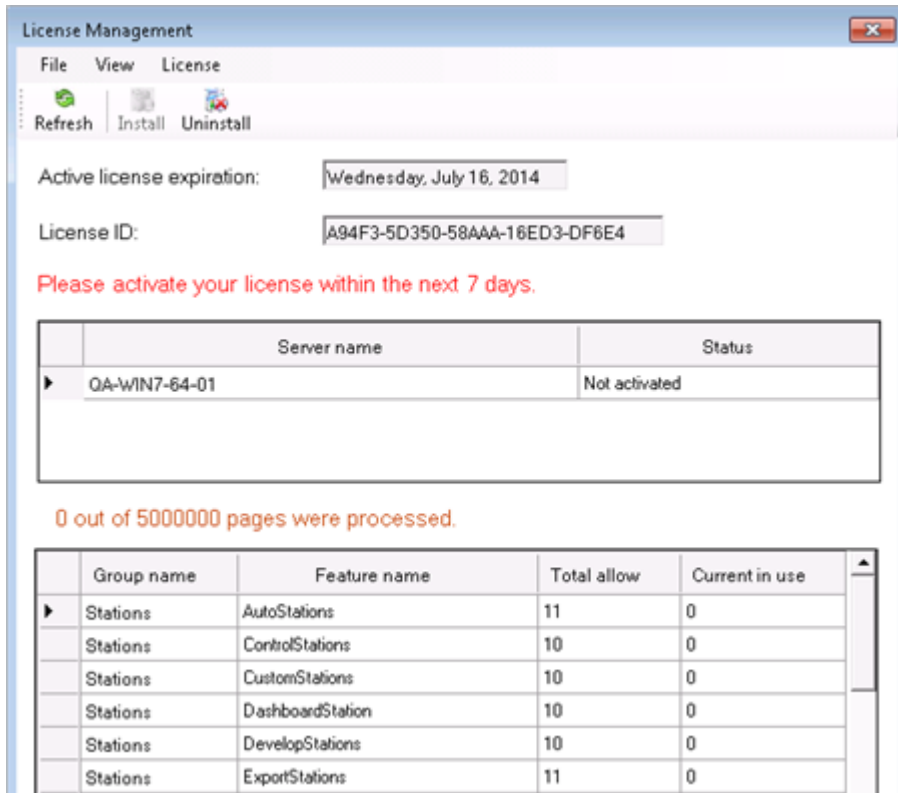 License Management
File View License
Refresh Install Uninstall
Active license expiration: Wednesday, July 16, 2014
License ID: A94F3-5D350-58AAA-16ED3-DF6E4
Please activate your license within the next 7 days.
Server name Status
QA-WIN7-64-01 Not activated
0 out of 5000000 pages were processed.
Group name Feature name Total allow Current in use
Stations AutoStations 11 0
Stations ControlStations 10 0
Stations CustomStations 10 0
Stations DashboardStation 10 0
Stations DevelopStations 10 0
Stations ExportStations 11 0